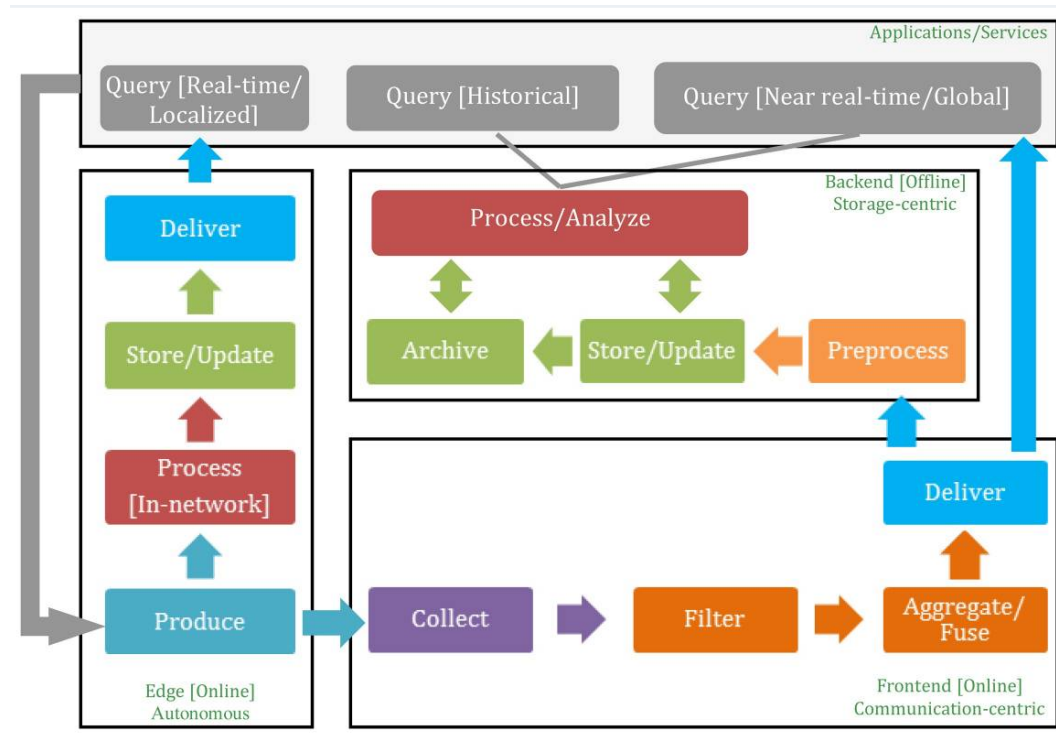 Applications/Services
Query [Real-time/
Localized]
Query [Historical]
Query [Near real-time/Global]
Deliver
Store/Update
Process
[In-network]
Produce
Edge [Online]
Autonomous
Backend [Offline]
Storage-centric
Process/Analyze
Archive
Store/Update
Preprocess
Deliver
Collect
Filter
Aggregate/
Fuse
Frontend [Online]
Communication-centric